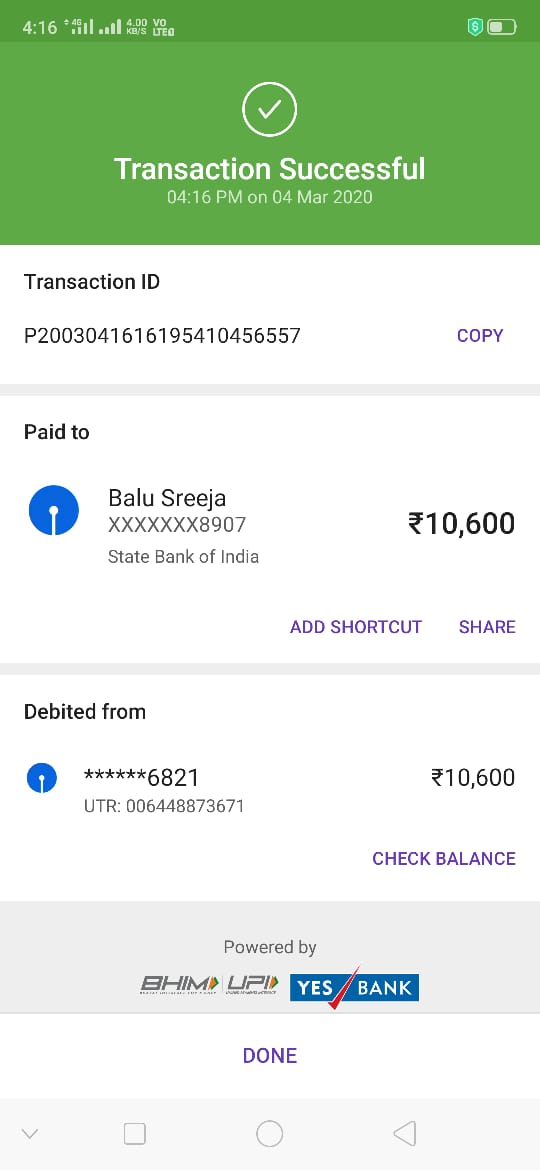 4:16 4G 4.00 KB/S VO LTE
Transaction Successful
04:16 PM on 04 Mar 2020
Transaction ID
P2003041616195410456557 COPY
Paid to
Balu Sreeja
XXXXXXX8907
₹10,600
State Bank of India
ADD SHORTCUT SHARE
Debited from
******6821 ₹10,600
UTR: 006448873671
CHECK BALANCE
Powered by
BHIM UPI YES BANK
DONE